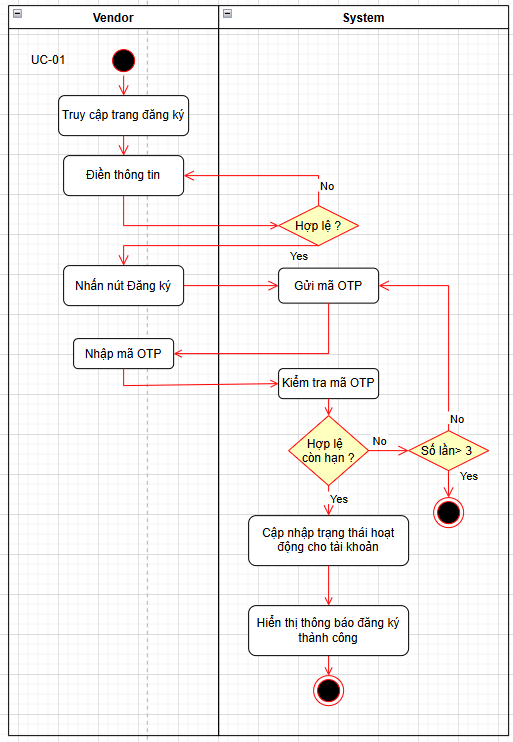 Vendor
System
UC-01
Truy cập trang đăng ký
Điền thông tin
No
Hợp lệ ?
Yes
Nhấn nút Đăng ký
Gửi mã OTP
Nhập mã OTP
Kiểm tra mã OTP
No
Hợp lệ
còn hạn ?
No
Số lần> 3
Yes
Yes
Cập nhập trạng thái hoạt
động cho tài khoản
Hiển thị thông báo đăng ký
thành công